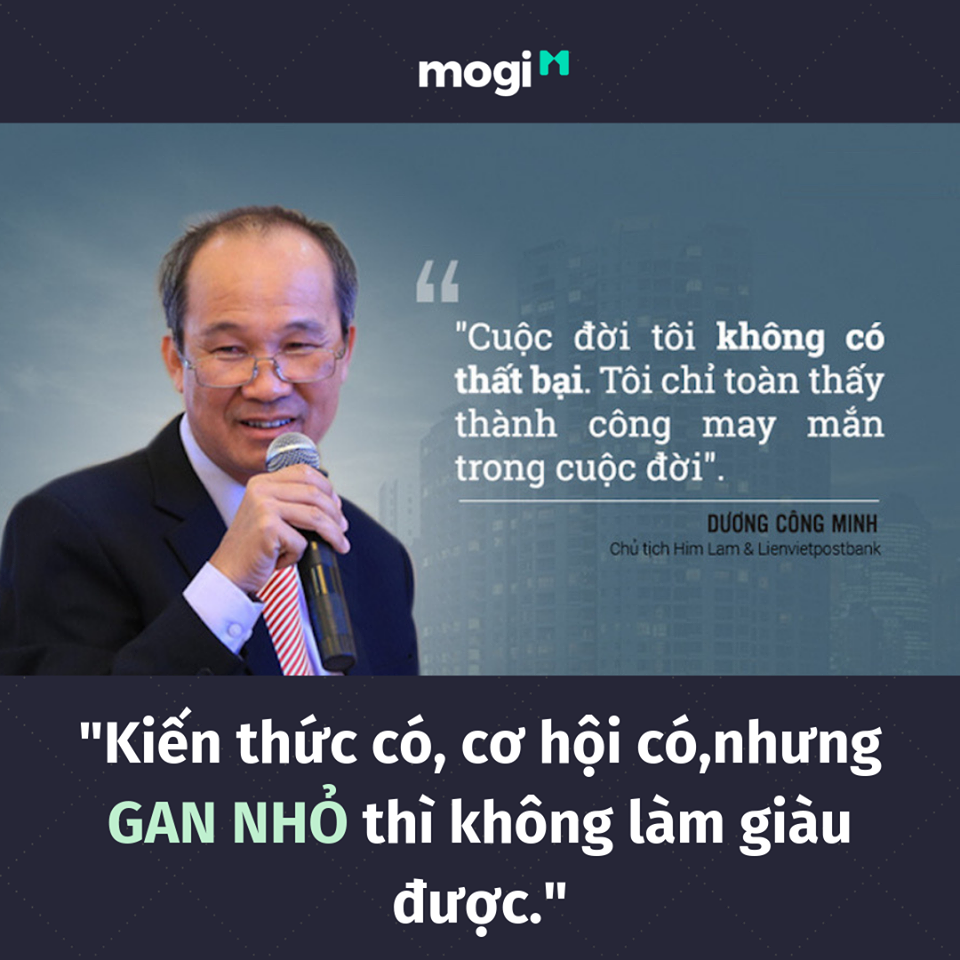 mogi
"Cuộc đời tôi không có
thất bại. Tôi chỉ toàn thấy
thành công may mắn
trong cuộc đời".
DƯƠNG CÔNG MINH
Chủ tịch Him Lam & Lienvietpostbank
"Kiến thức có, cơ hội có,nhưng
GAN NHỎ thì không làm giàu
được."